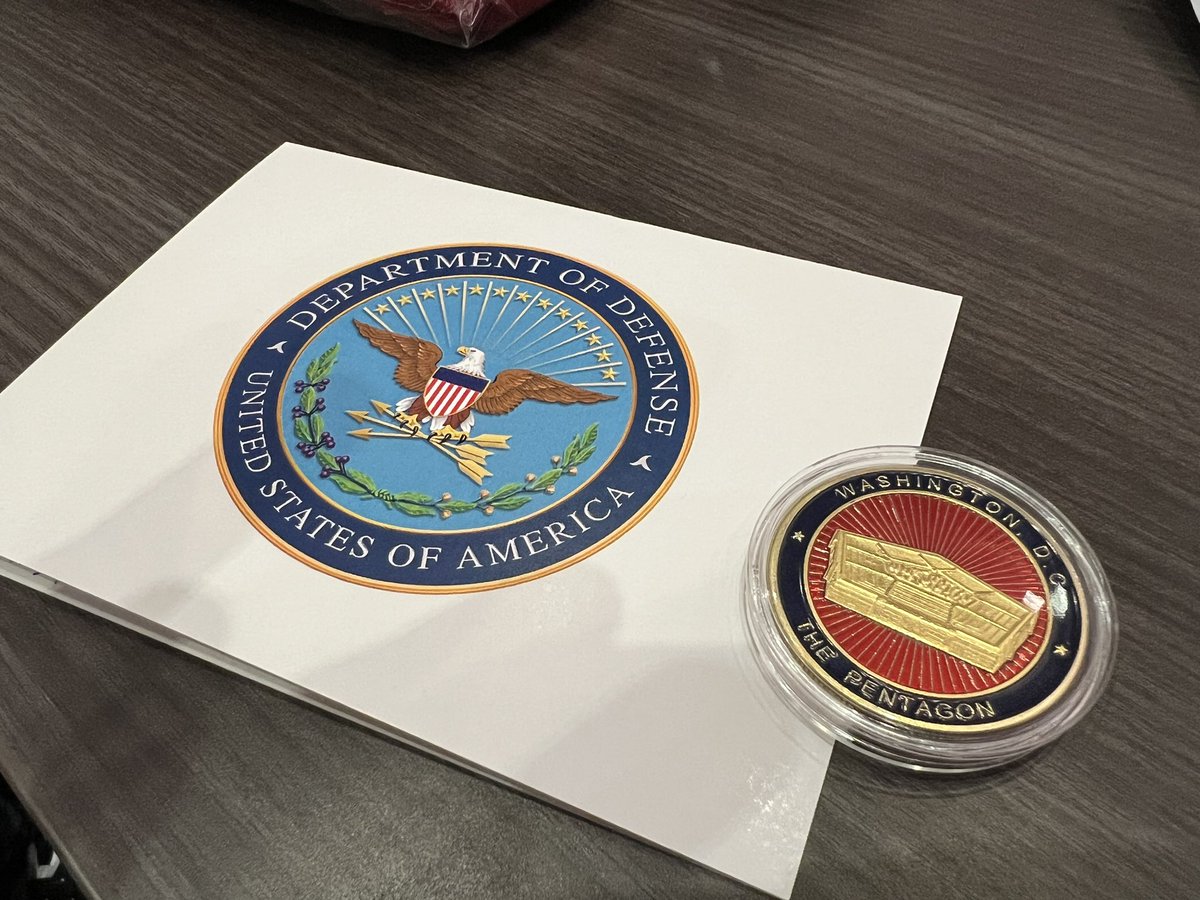 DEPARTMENT OF DEFENSE
UNITED STATES OF AMERICA
WASHINGTON, D.C
THE PENTAGON